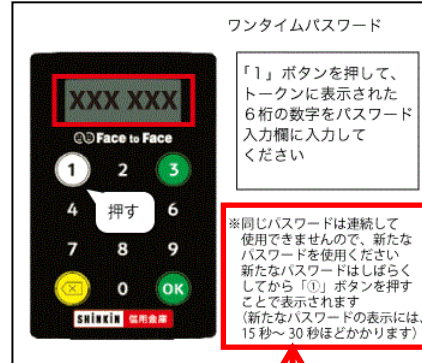 ワンタイムパスワード
「1」ボタンを押して、
トークンに表示された
6桁の数字をパスワード
入力欄に入力して
ください
XXX XXX
Face to Face
1 2 3
4 押す 6
7 8 9
0 OK
SHINKIN 信用金庫
※同じパスワードは連続して
使用できませんので、新たな
パスワードを使用ください
新たなパスワードはしばらく
してから「①」ボタンを押す
ことで表示されます
(新たなパスワードの表示には、
15秒～30秒ほどかかります)